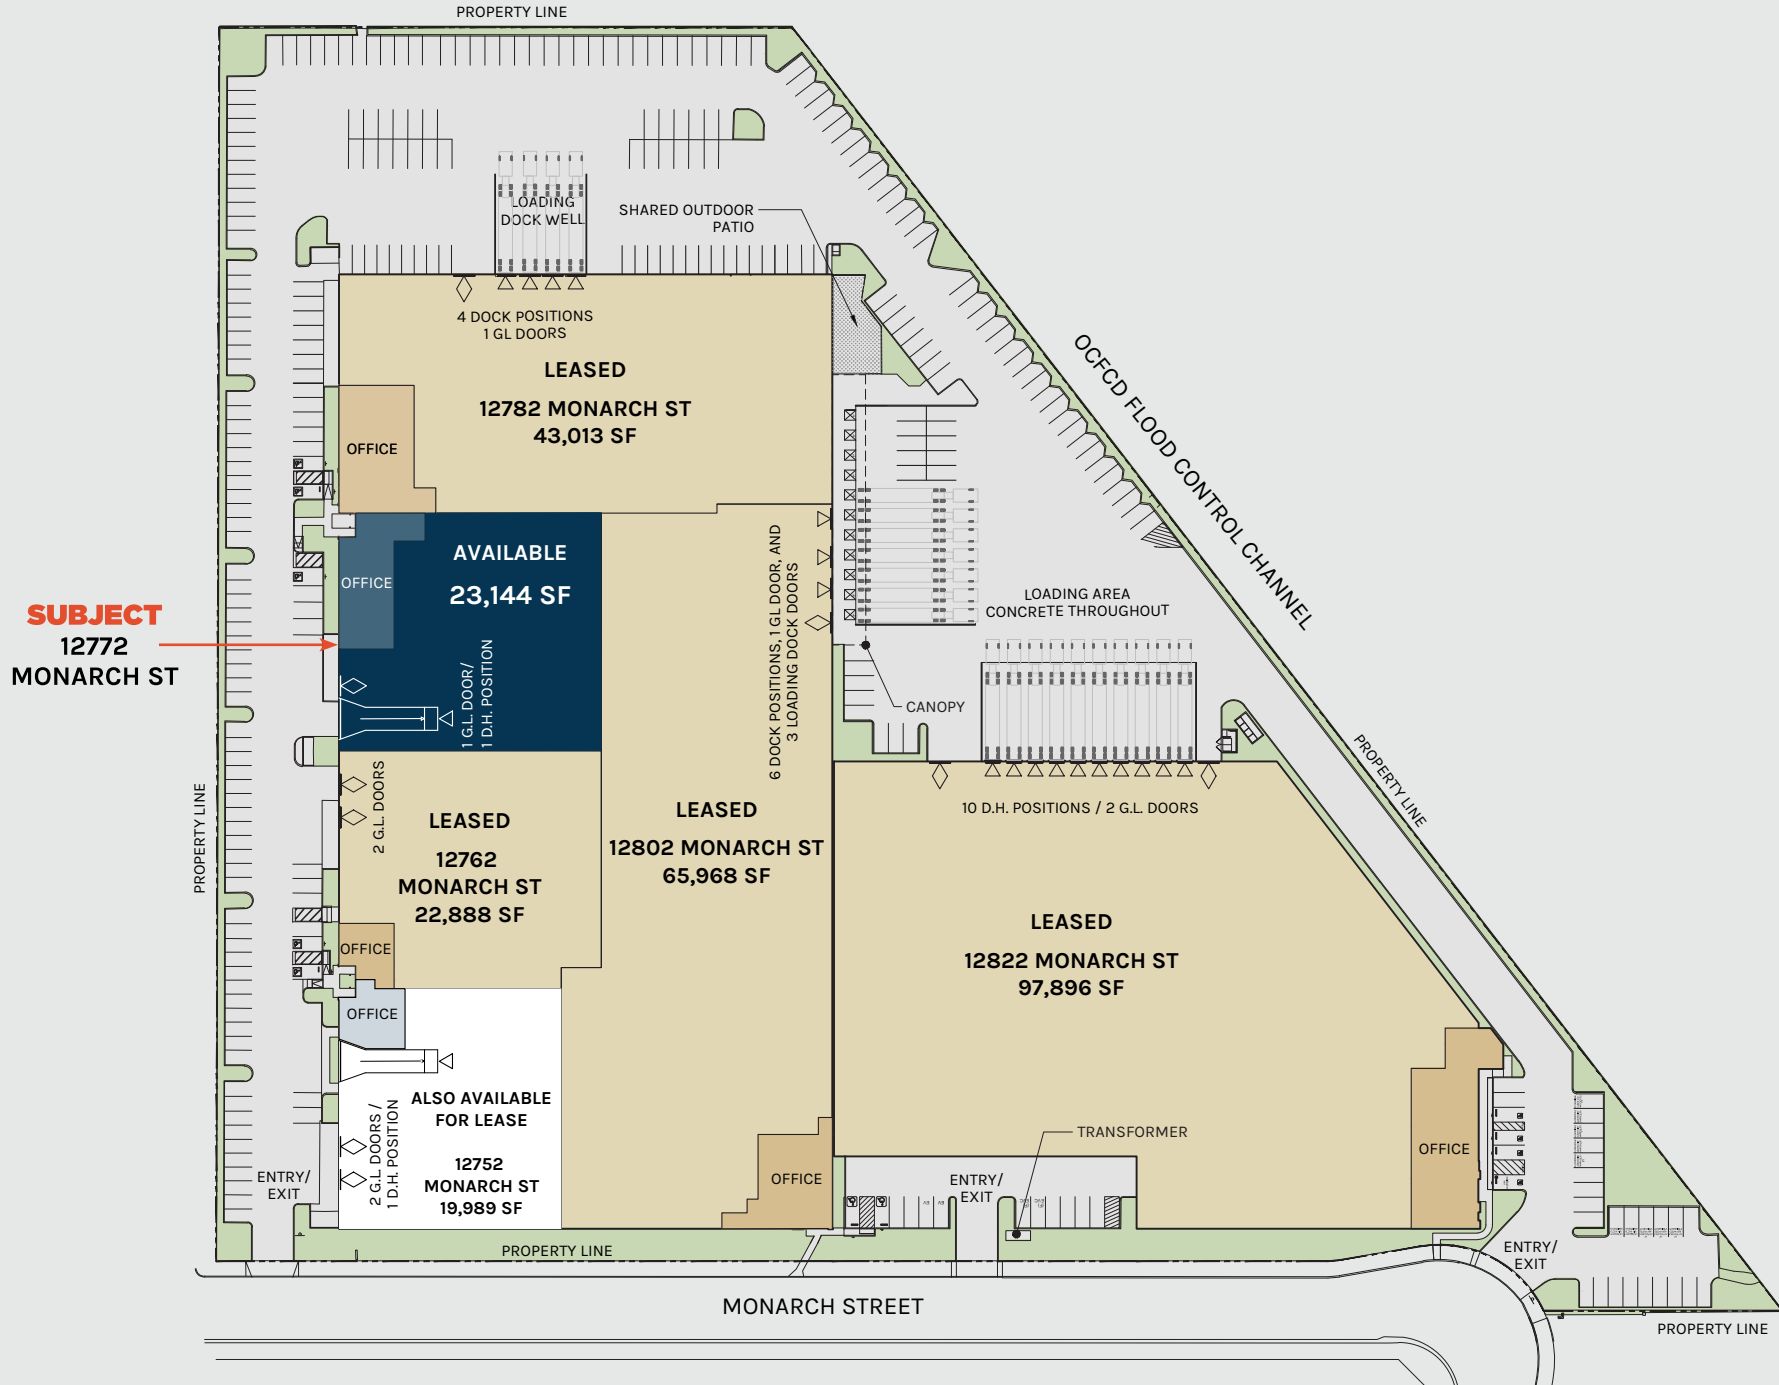 PROPERTY LINE
LOADING
DOCK WELL
SHARED OUTDOOR
PATIO
4 DOCK POSITIONS
1 GL DOORS
LEASED
12782 MONARCH ST
43,013 SF
OFFICE
OCFCD FLOOD CONTROL CHANNEL
AVAILABLE
23,144 SF
OFFICE
1 G.L. DOOR/
1 D.H. POSITION
SUBJECT
12772
MONARCH ST
6 DOCK POSITIONS, 1 GL DOOR, AND
3 LOADING DOCK DOORS
LOADING AREA
CONCRETE THROUGHOUT
CANOPY
PROPERTY LINE
PROPERTY LINE
2 G.L. DOORS
LEASED
12762
MONARCH ST
22,888 SF
OFFICE
LEASED
12802 MONARCH ST
65,968 SF
10 D.H. POSITIONS / 2 G.L. DOORS
LEASED
12822 MONARCH ST
97,896 SF
OFFICE
ALSO AVAILABLE
FOR LEASE
12752
MONARCH ST
19,989 SF
2 G.L DOORS /
1 D.H. POSITION
ENTRY/
EXIT
OFFICE
TRANSFORMER
ENTRY/
EXIT
OFFICE
PROPERTY LINE
ENTRY/
EXIT
MONARCH STREET
PROPERTY LINE